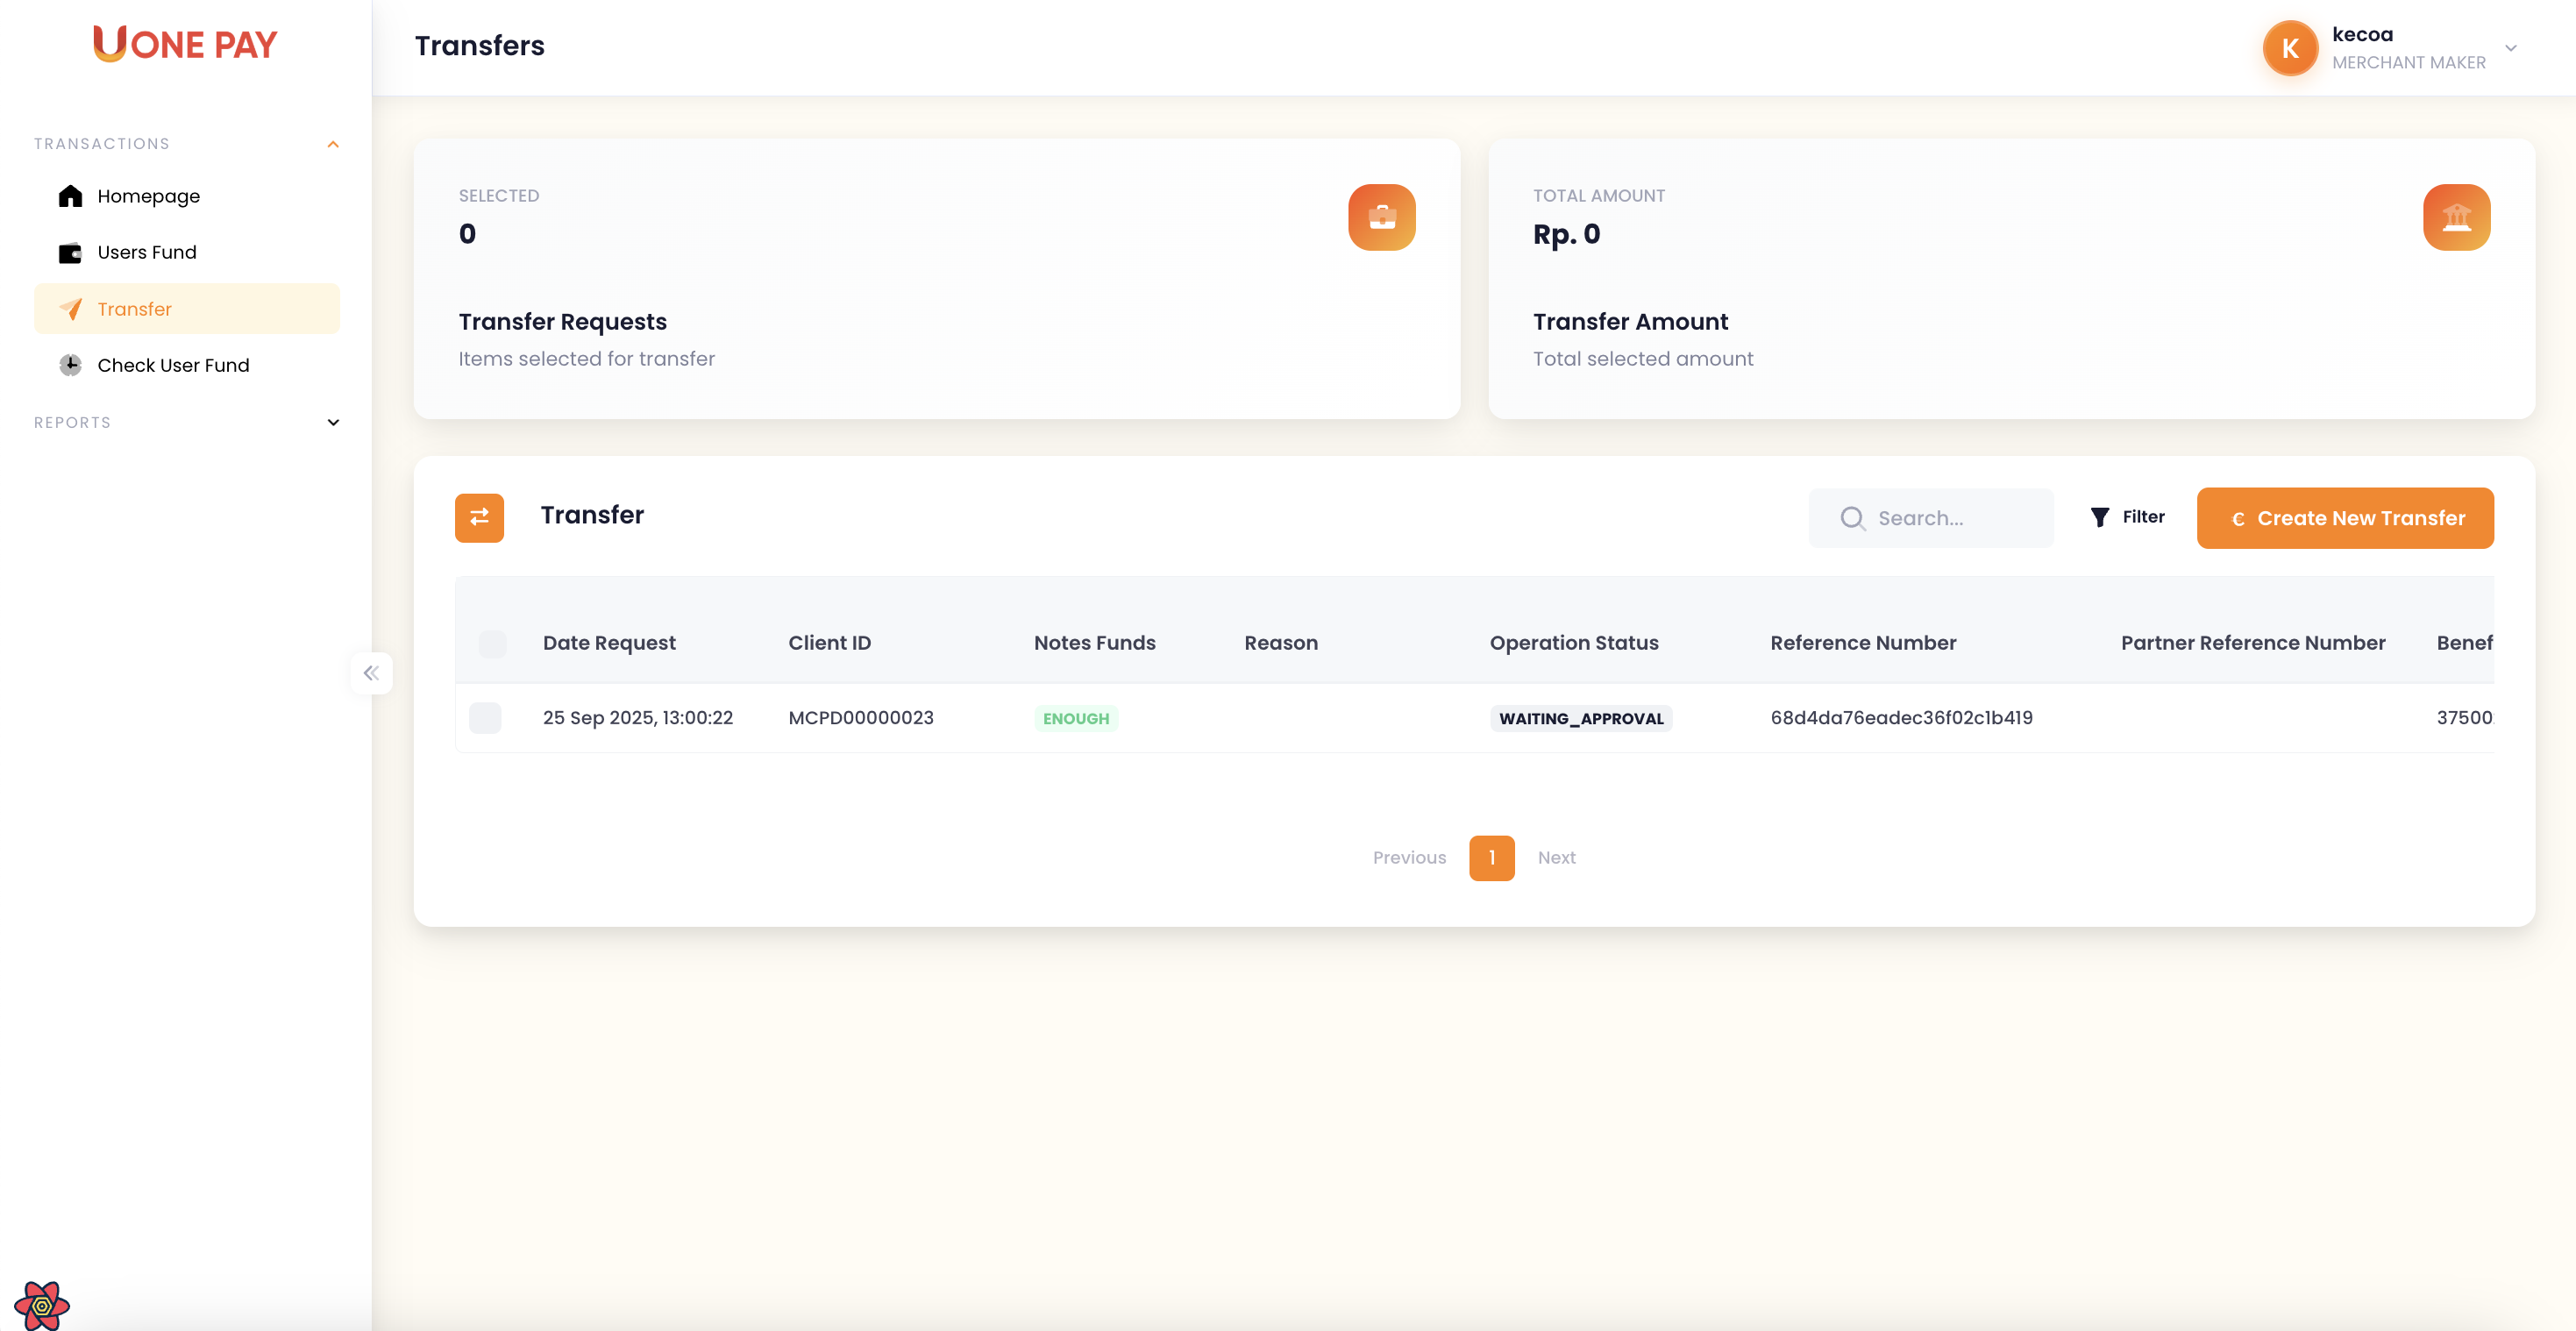 UONE PAY
Transfers
K
kecoa
MERCHANT MAKER
TRANSACTIONS
Homepage
Users Fund
Transfer
Check User Fund
REPORTS
SELECTED
0
Transfer Requests
Items selected for transfer
TOTAL AMOUNT
Rp. 0
Transfer Amount
Total selected amount
Transfer
Search...
Filter
€ Create New Transfer
Date Request Client ID Notes Funds Reason Operation Status Reference Number Partner Reference Number Benef
25 Sep 2025, 13:00:22 MCPD00000023 ENOUGH WAITING_APPROVAL 68d4da76eadec36f02c1b419 37500
Previous 1 Next